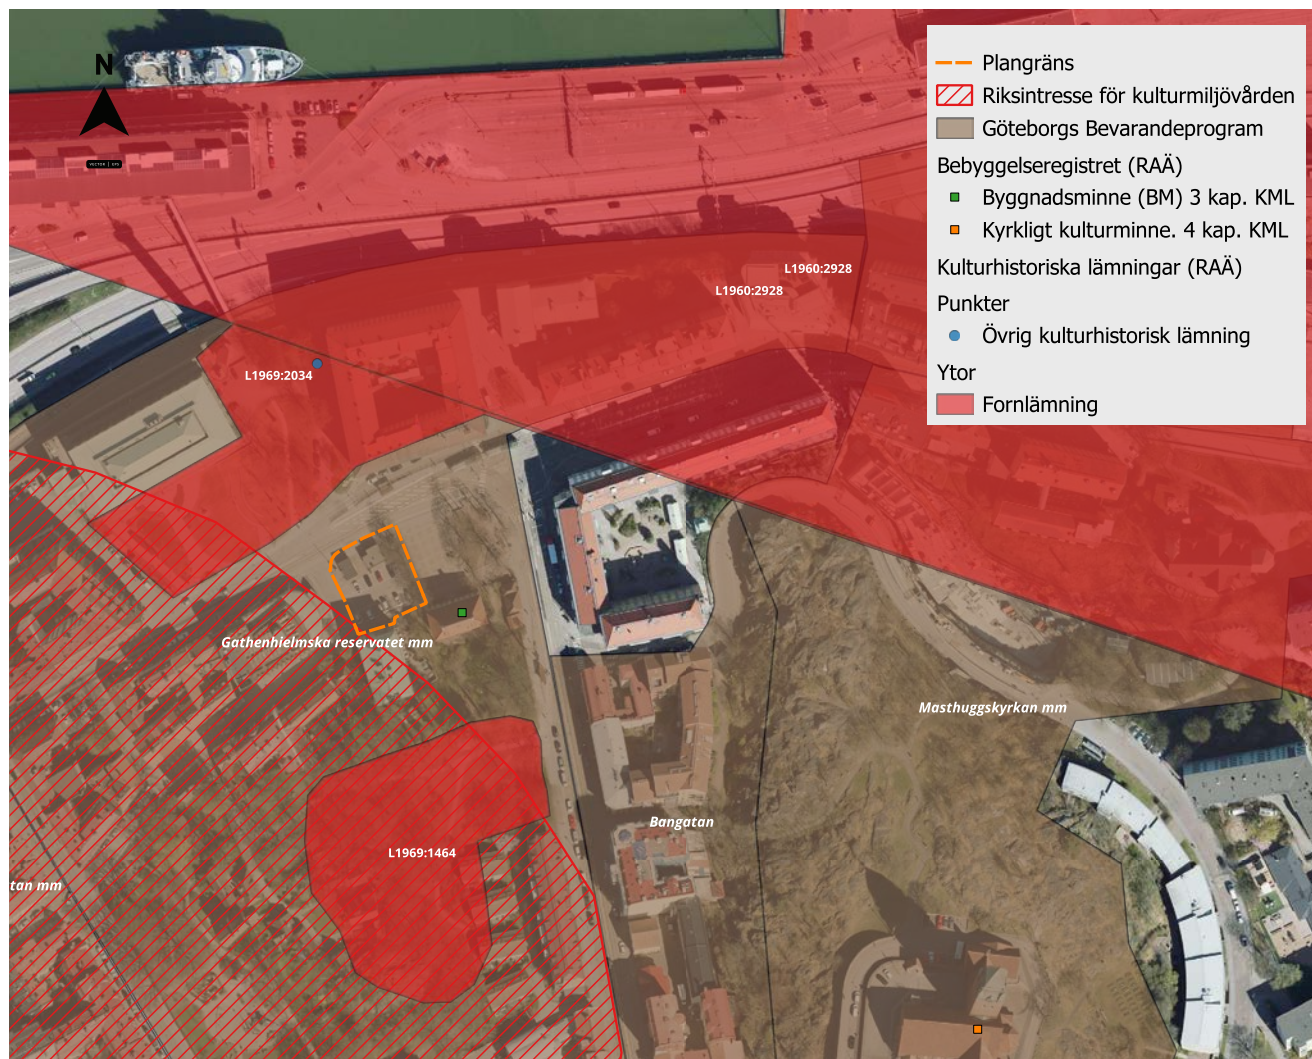 N
VECTOR | GPS
Plangräns
Riksintresse för kulturmiljövården
Göteborgs Bevarandeprogram
Bebyggelseregistret (RAÄ)
Byggnadsminne (BM) 3 kap. KML
Kyrkligt kulturminne. 4 kap. KML
Kulturhistoriska lämningar (RAÄ)
Punkter
Övrig kulturhistorisk lämning
Ytor
Fornlämning
L1960:2928
L1960:2928
L1969:2034
Gathenhielmska reservatet mm
Masthuggskyrkan mm
Bangatan
L1969:1464
tan mm